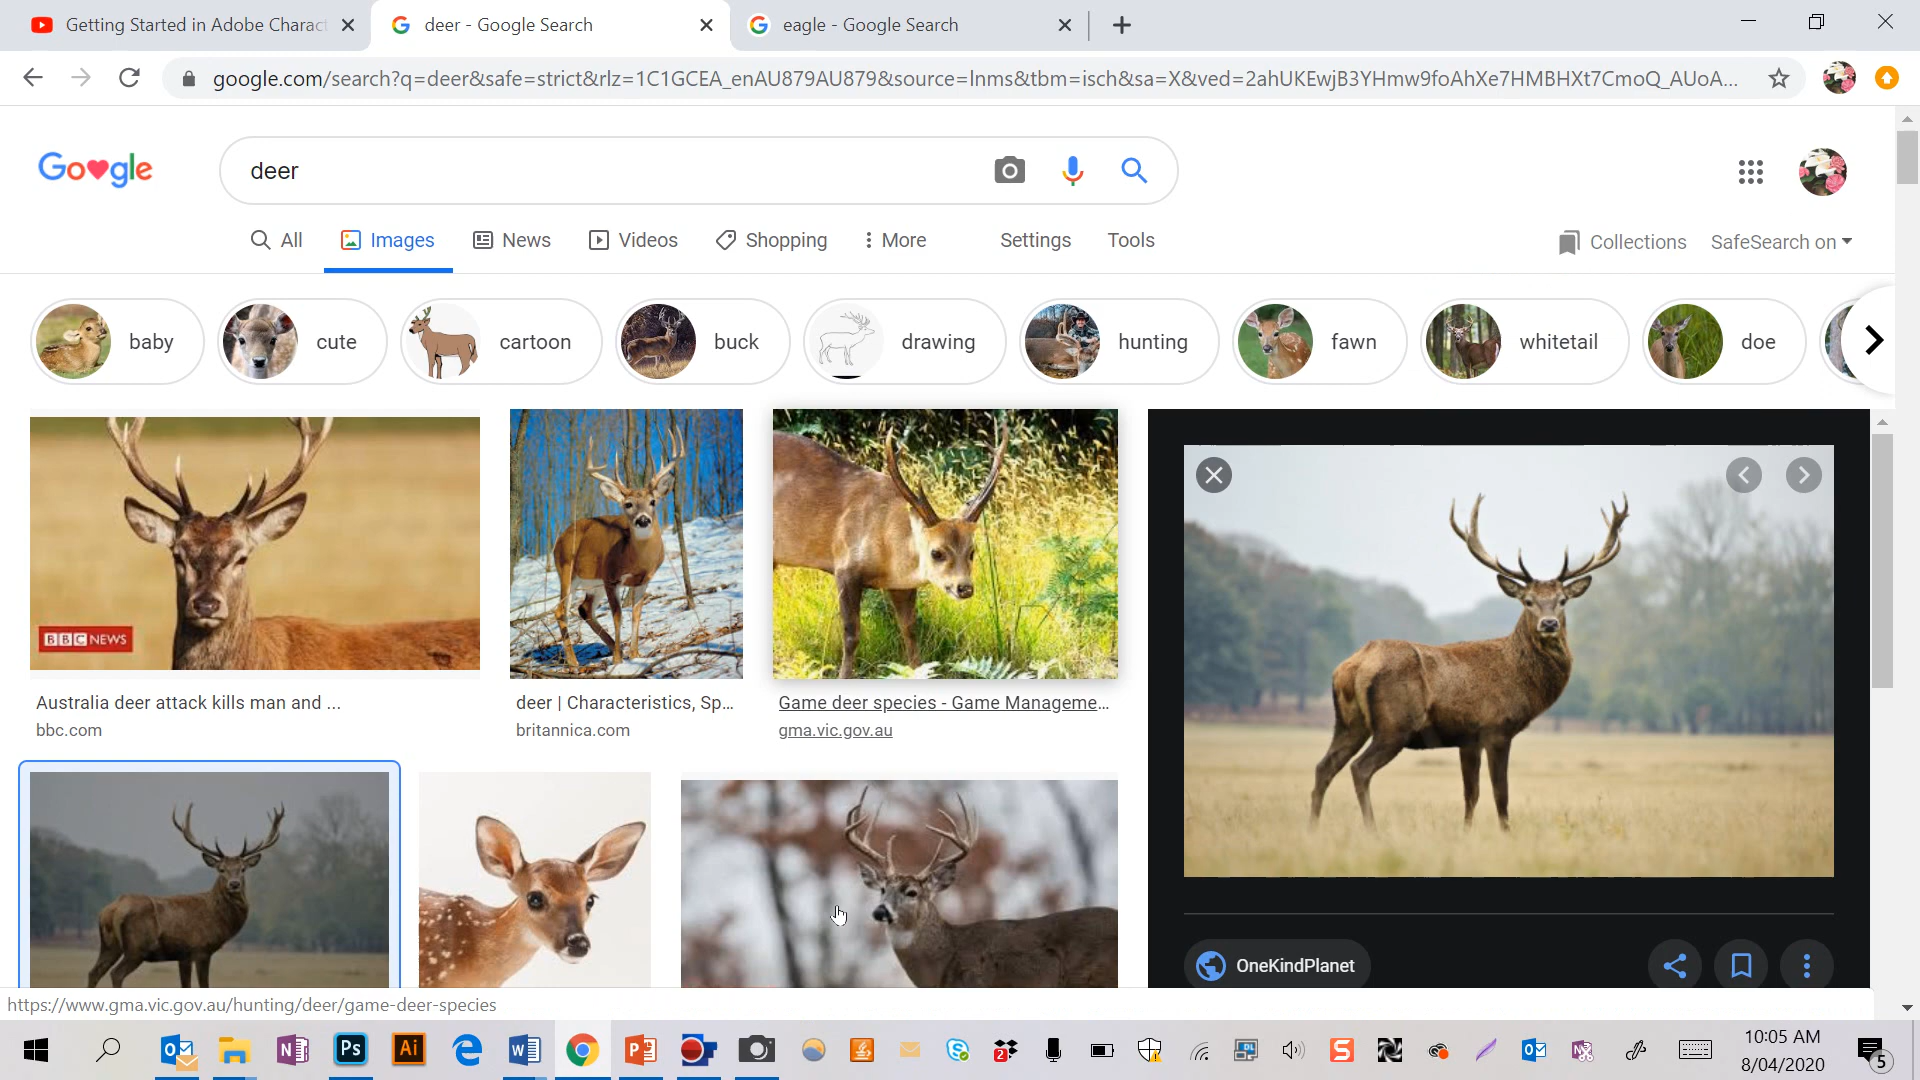 Getting Started in Adobe Charact
deer - Google Search
eagle - Google Search
google.com/search?q=deer&safe=strict&rlz=1C1GCEA_enAU879AU879&source=lnms&tbm=isch&sa=X&ved=2ahUKEwjB3YHmw9foAhXe7HMBHXt7CmoQ_AUoA...
Google
deer
All
Images
News
Videos
Shopping
More
Settings
Tools
Collections
SafeSearch on
baby
cute
cartoon
buck
drawing
hunting
fawn
whitetail
doe
BBC NEWS
Australia deer attack kills man and ...
bbc.com
deer | Characteristics, Sp...
britannica.com
Game deer species - Game Manageme...
gma.vic.gov.au
OneKindPlanet
https://www.gma.vic.gov.au/hunting/deer/game-deer-species
Ps
Ai
10:05 AM
8/04/2020
5